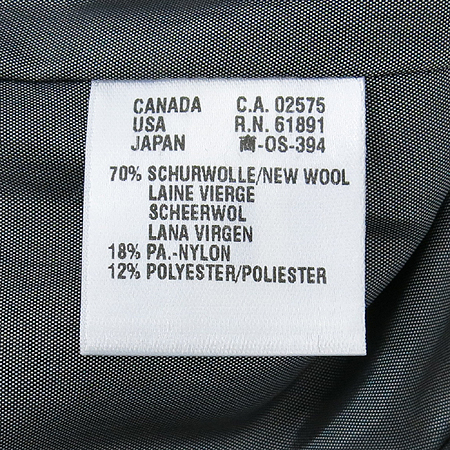 CANADA C.A. 02575
USA R.N. 61891
JAPAN 商-OS-394
70% SCHURWOLLE/NEW WOOL
LAINE VIERGE
SCHEERWOL
LANA VIRGEN
18% PA.-NYLON
12% POLYESTER/POLIESTER